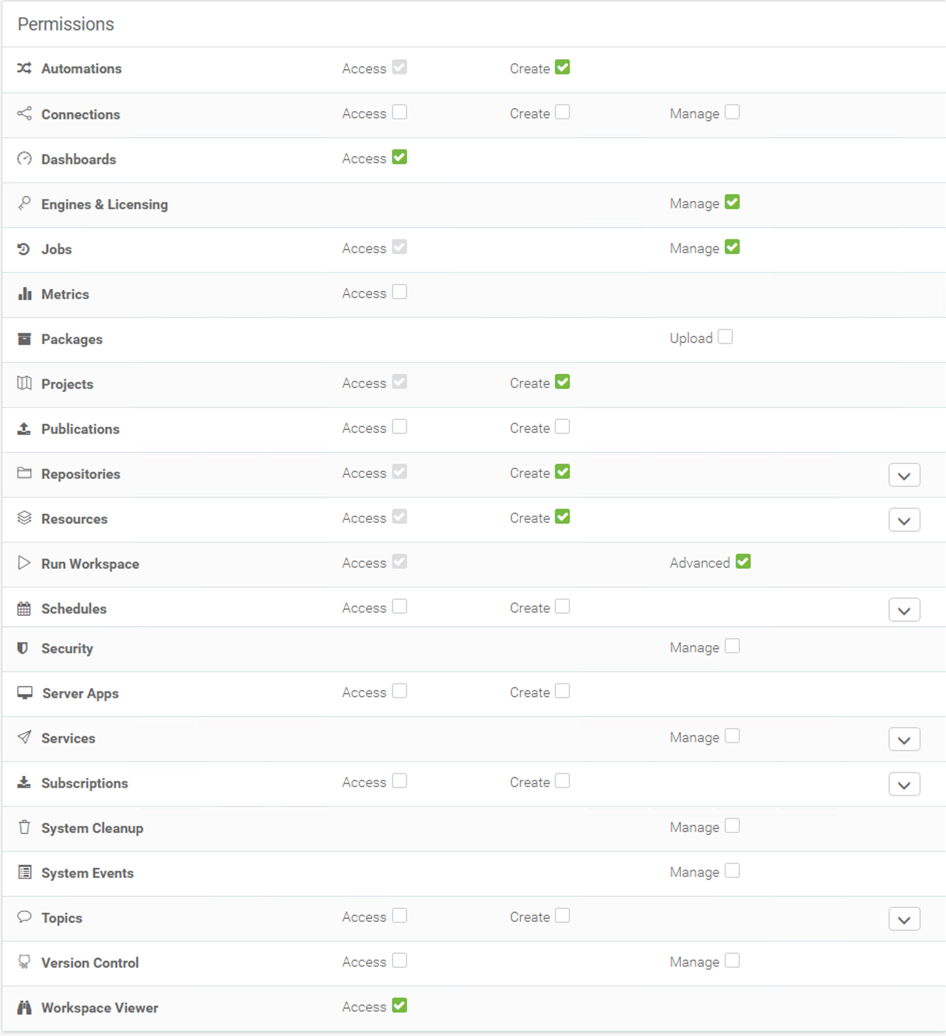 Permissions
Automations Access Create
Connections Access Create Manage
Dashboards Access
Engines & Licensing Manage
Jobs Access Manage
Metrics Access
Packages Upload
Projects Access Create
Publications Access Create
Repositories Access Create
Resources Access Create
Run Workspace Access Advanced
Schedules Access Create
Security Manage
Server Apps Access Create
Services Manage
Subscriptions Access Create
System Cleanup Manage
System Events Manage
Topics Access Create
Version Control Access Manage
Workspace Viewer Access